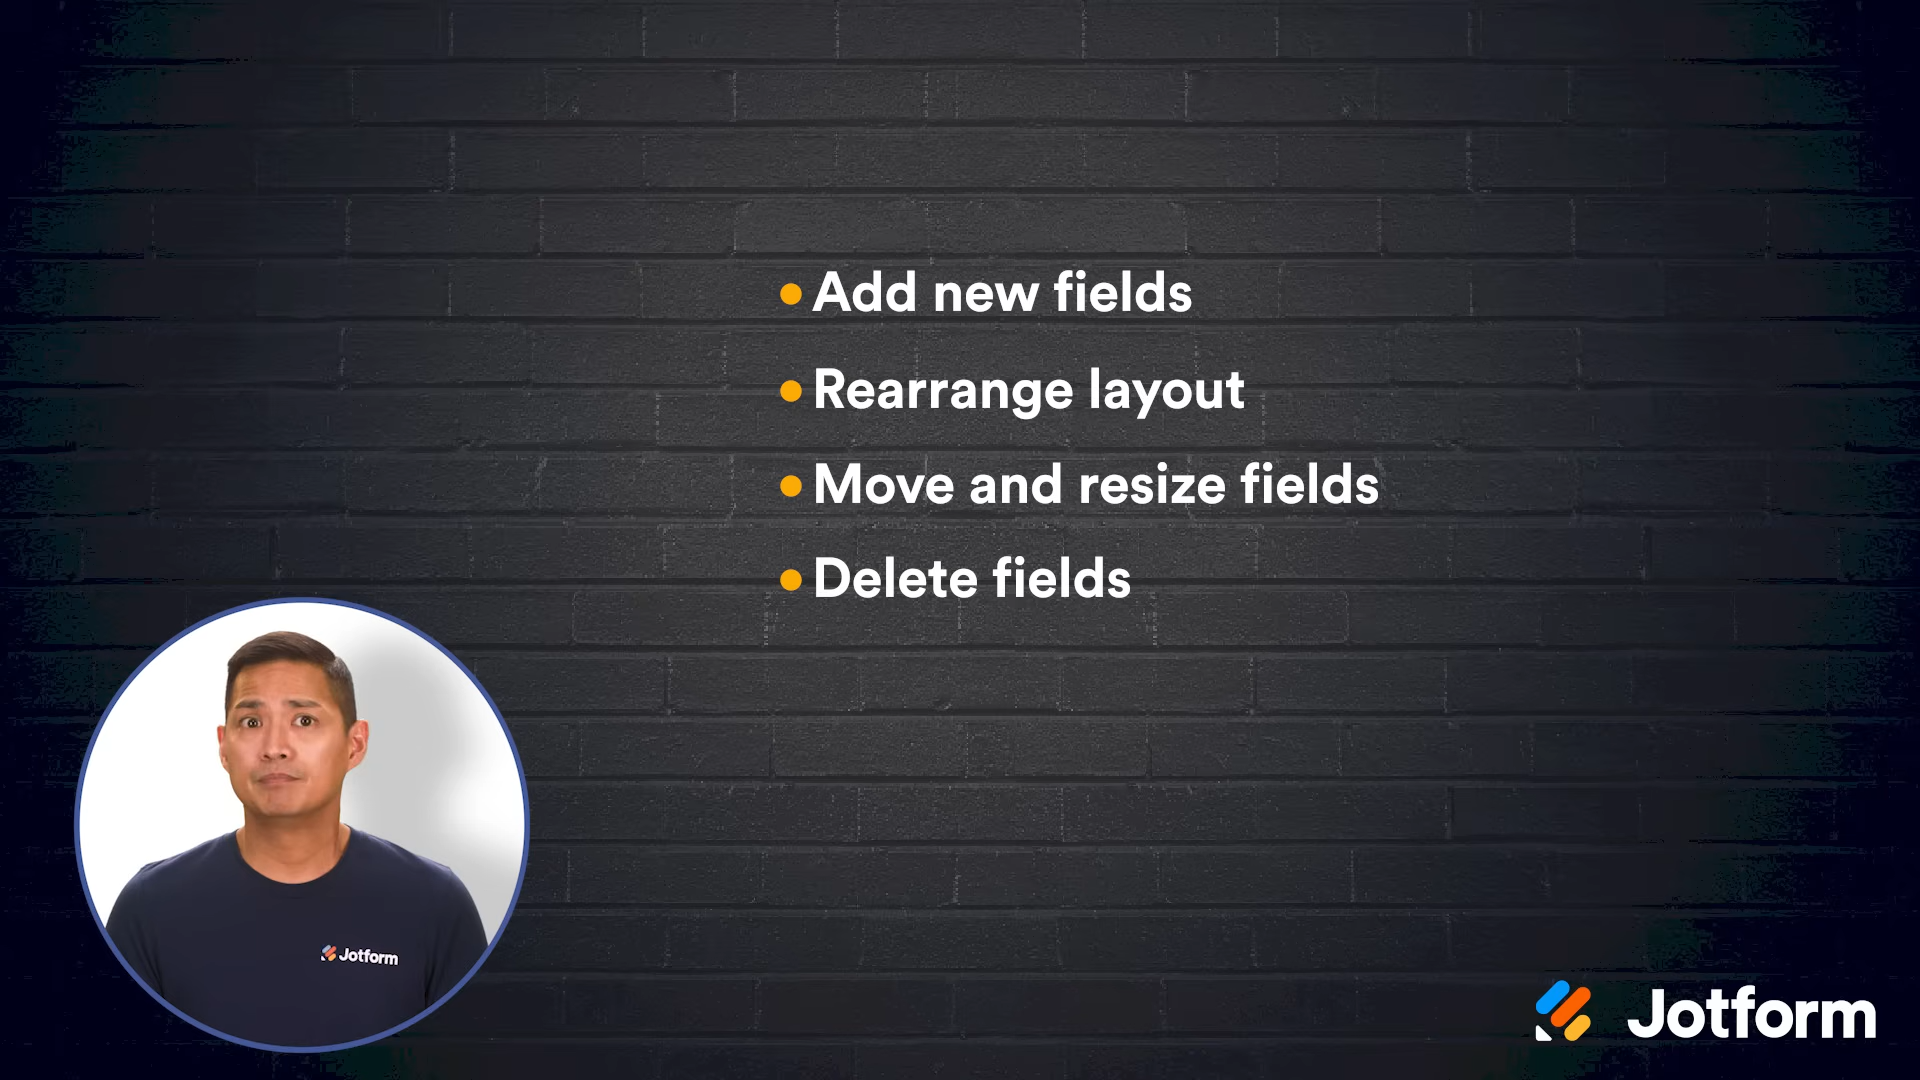 Add new fields
Rearrange layout
Move and resize fields
Delete fields
Jotform
Jotform